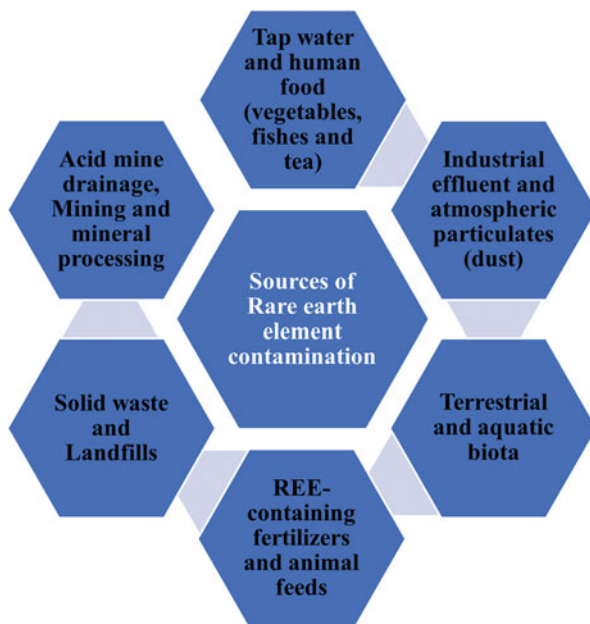 Tap water
and human
food
(vegetables,
fishes and
tea)
Industrial
effluent and
atmospheric
particulates
(dust)
Terrestrial
and aquatic
biota
REE-
containing
fertilizers
and animal
feeds
Solid waste
and
Landfills
Acid mine
drainage,
Mining and
mineral
processing
Sources of
Rare earth
element
contamination